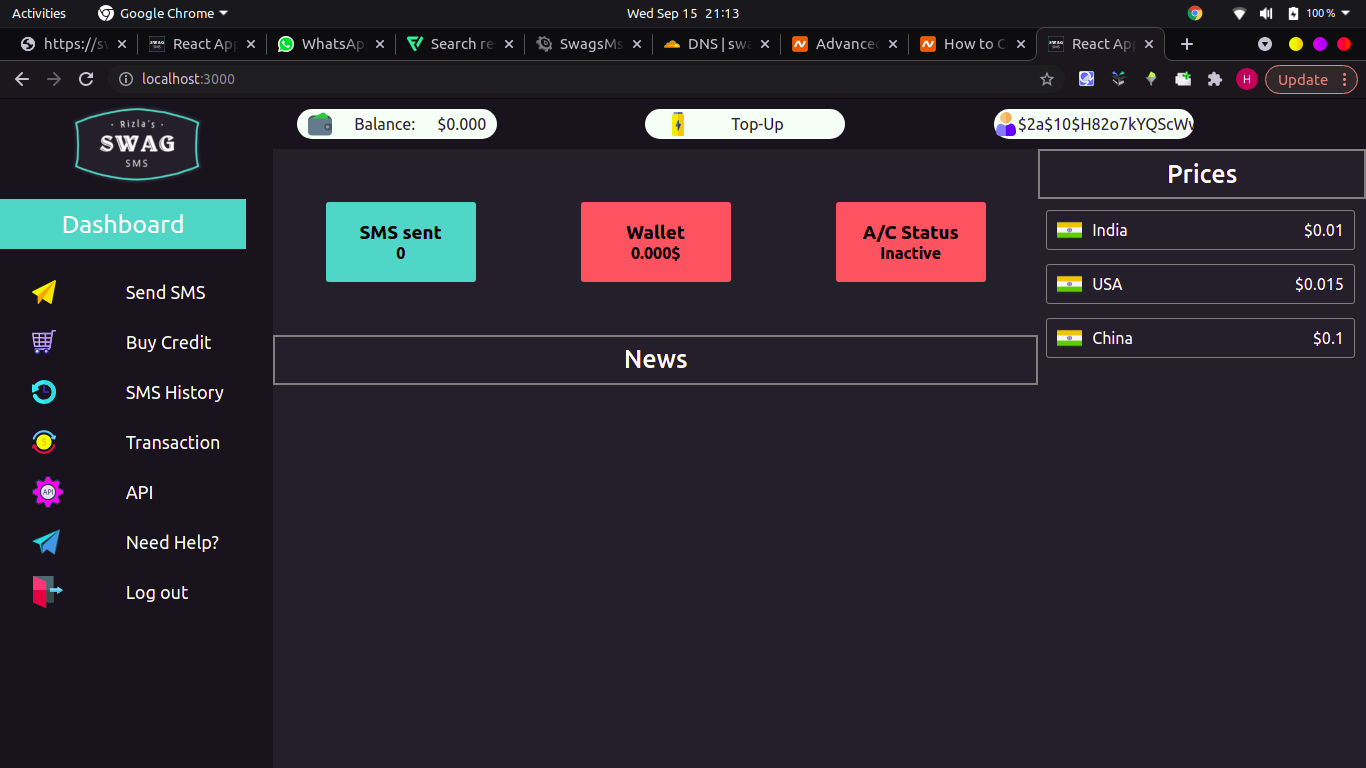 Activities Google Chrome Wed Sep 15 21:13 100%
https://sw React App WhatsAp Search re SwagsMs DNS | swa Advanced How to C React App
localhost:3000 H Update
Rizla's
SWAG
SMS
Balance: $0.000 Top-Up $2a$10$H82o7kYQScWv
Dashboard
Send SMS
Buy Credit
SMS History
Transaction
API API
Need Help?
Log out
SMS sent
0
Wallet
0.000$
A/C Status
Inactive
News
Prices
India $0.01
USA $0.015
China $0.1